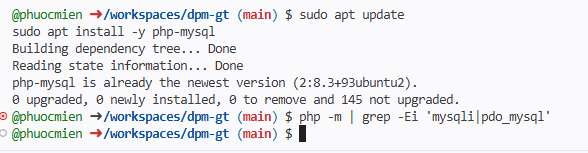 @phuocmien ➜/workspaces/dpm-gt (main) $ sudo apt update
sudo apt install -y php-mysql
Building dependency tree... Done
Reading state information... Done
php-mysql is already the newest version (2:8.3+93ubuntu2).
0 upgraded, 0 newly installed, 0 to remove and 145 not upgraded.
@phuocmien ➜/workspaces/dpm-gt (main) $ php -m | grep -Ei 'mysqli|pdo_mysql'
@phuocmien ➜/workspaces/dpm-gt (main) $